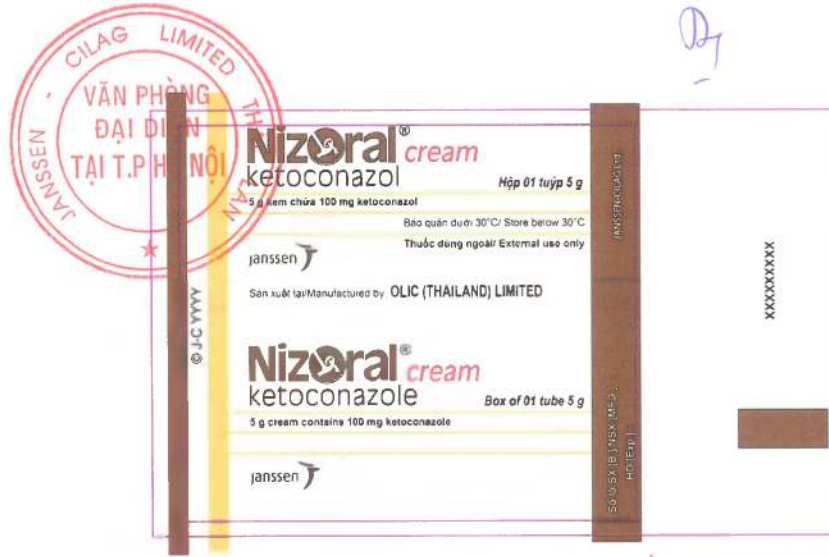 JANSSEN - CILAG LIMITED THÁI LAN
VĂN PHÒNG
ĐẠI DIỆN
TẠI T.P HÀ NỘI
Nizoral® cream
ketoconazol
Hộp 01 tuýp 5 g
5 g kem chứa 100 mg ketoconazol
Bảo quản dưới 30°C/ Store below 30°C
Thuốc dùng ngoài/ External use only
janssen
Sản xuất tại/Manufactured by OLIC (THAILAND) LIMITED
© J-C YYYY
Nizoral® cream
ketoconazole
Box of 01 tube 5 g
5 g cream contains 100 mg ketoconazole
janssen
JANSSEN-CILAG Ltd
Số lô SX [B.] NSX [MFD.]
HD [Exp.]
XXXXXXXXX